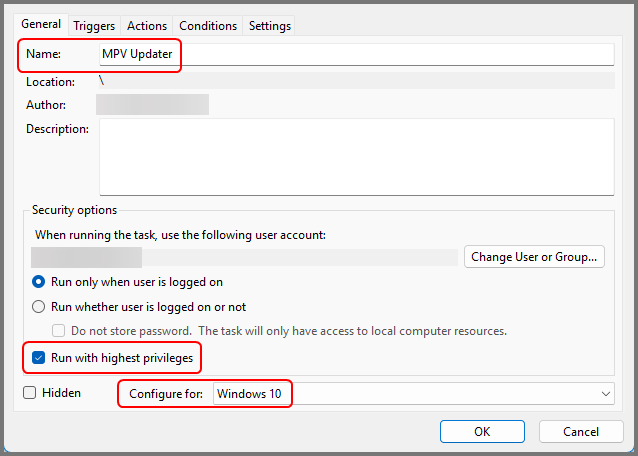 General Triggers Actions Conditions Settings
Name: MPV Updater
Location: \
Author:
Description:
Security options
When running the task, use the following user account:
Change User or Group...
Run only when user is logged on
Run whether user is logged on or not
Do not store password. The task will only have access to local computer resources.
Run with highest privileges
Hidden Configure for: Windows 10
OK Cancel